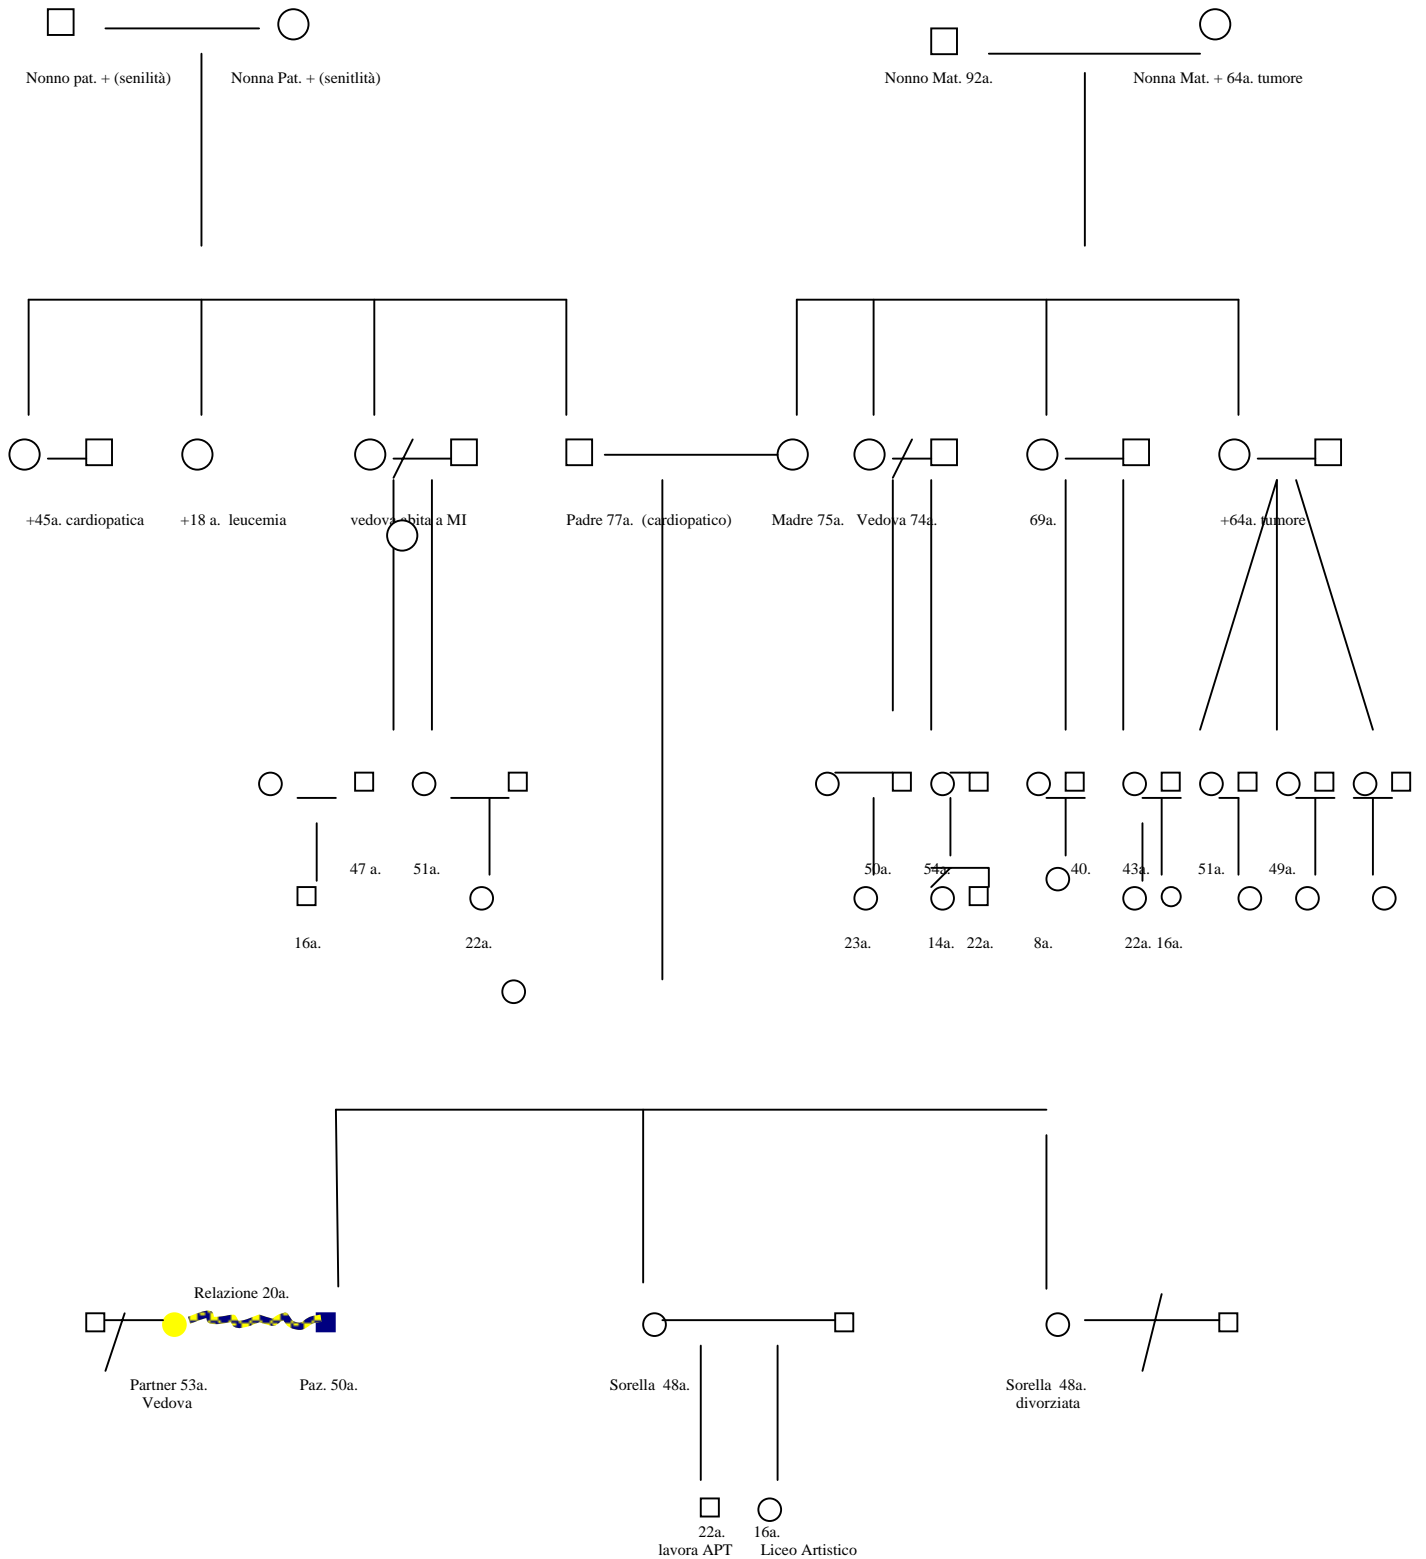 Nonno pat. + (senilità) Nonna Pat. + (senitlità) Nonno Mat. 92a. Nonna Mat. + 64a. tumore
+45a. cardiopatica +18 a. leucemia vedova abita a MI Padre 77a. (cardiopatico) Madre 75a. Vedova 74a. 69a. +64a. tumore
47 a. 51a. 50a. 54a. 40. 43a. 51a. 49a.
16a. 22a. 23a. 14a. 22a. 8a. 22a. 16a.
Relazione 20a.
Partner 53a. Paz. 50a. Sorella 48a. Sorella 48a.
Vedova divorziata
22a. 16a.
lavora APT Liceo Artistico